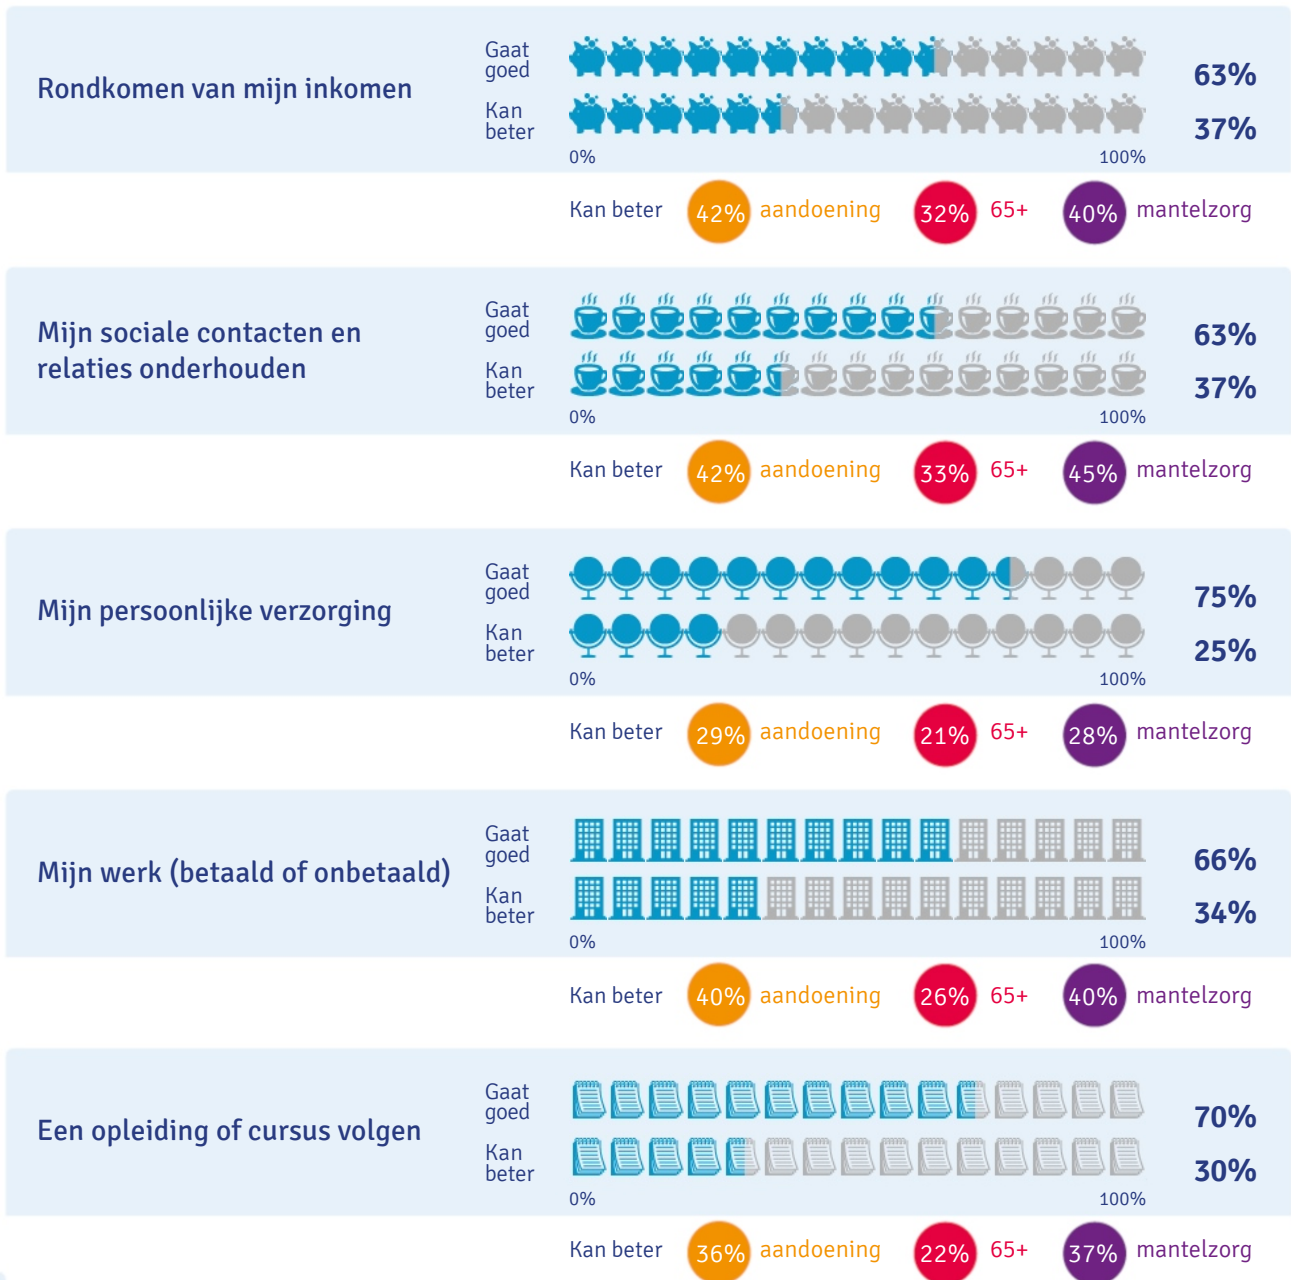 Rondkomen van mijn inkomen
Gaat
goed
63%
Kan
beter
37%
0% 100%
Kan beter 42% aandoening 32% 65+ 40% mantelzorg
Mijn sociale contacten en
relaties onderhouden
Gaat
goed
63%
Kan
beter
37%
0% 100%
Kan beter 42% aandoening 33% 65+ 45% mantelzorg
Mijn persoonlijke verzorging
Gaat
goed
75%
Kan
beter
25%
0% 100%
Kan beter 29% aandoening 21% 65+ 28% mantelzorg
Mijn werk (betaald of onbetaald)
Gaat
goed
66%
Kan
beter
34%
0% 100%
Kan beter 40% aandoening 26% 65+ 40% mantelzorg
Een opleiding of cursus volgen
Gaat
goed
70%
Kan
beter
30%
0% 100%
Kan beter 36% aandoening 22% 65+ 37% mantelzorg